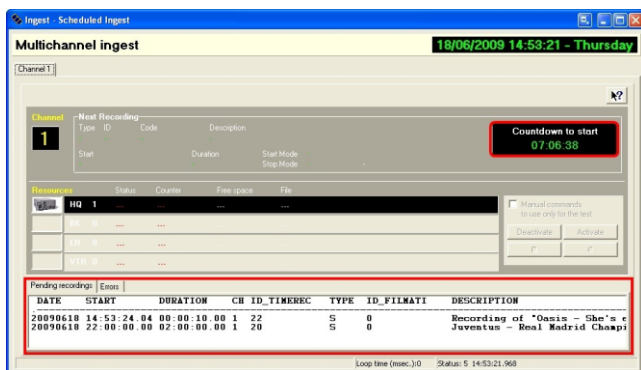 Ingest - Scheduled Ingest
Multichannel ingest
18/06/2009 14:53:21 - Thursday
Channel 1
Channel
1
Next Recording
Type ID Code Description
Start Duration Start Mode
Stop Mode
Countdown to start
07:06:38
Resources Status Counter Free space File
HQ 1 ... ... ... ...
... ...
LR 0 ... ...
VTR 0 ... ...
Manual commands
to use only for the test
Deactivate Activate
Pending recordings Errors
DATE START DURATION CH ID_TIMEREC TYPE ID_FILMATI DESCRIPTION
20090618 14:53:24.04 00:00:10.00 1 22 S 0 Recording of "Oasis - She's e
20090618 22:00:00.00 02:00:00.00 1 20 S 0 Juventus - Real Madrid Champi
Loop time (msec.):0 Status: 5 14:53:21.968